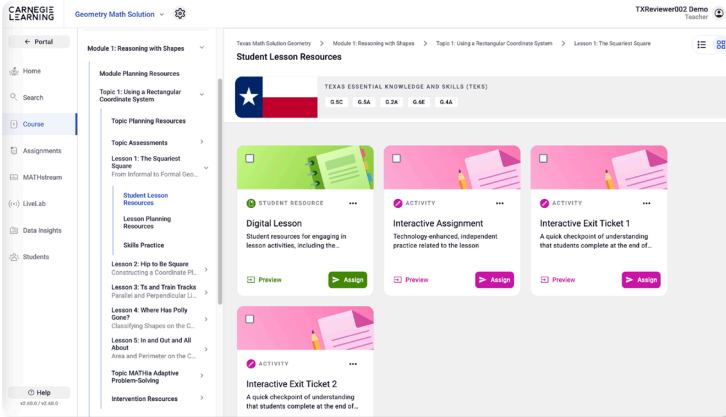 CARNEGIE
LEARNING
Geometry Math Solution
TXReviewer002 Demo
Teacher
Portal
Home
Search
Course
Assignments
MATHstream
LiveLab
Data Insights
Students
Help
v2.49.0 / v2.48.0
Module 1: Reasoning with Shapes
Module Planning Resources
Topic 1: Using a Rectangular
Coordinate System
Topic Planning Resources
Topic Assessments
Lesson 1: The Squariest
Square
From Informal to Formal Geo...
Student Lesson
Resources
Lesson Planning
Resources
Skills Practice
Lesson 2: Hip to Be Square
Constructing a Coordinate Pl...
Lesson 3: Ts and Train Tracks
Parallel and Perpendicular Li...
Lesson 4: Where Has Polly
Gone?
Classifying Shapes on the C...
Lesson 5: In and Out and All
About
Area and Perimeter on the C...
Topic MATHia Adaptive
Problem-Solving
Intervention Resources
Texas Math Solution Geometry > Module 1: Reasoning with Shapes > Topic 1: Using a Rectangular Coordinate System > Lesson 1: The Squariest Square
Student Lesson Resources
TEXAS ESSENTIAL KNOWLEDGE AND SKILLS (TEKS)
G.5C G.5A G.2A G.6E G.4A
STUDENT RESOURCE
Digital Lesson
Student resources for engaging in
lesson activities, including the...
Preview Assign
ACTIVITY
Interactive Assignment
Technology-enhanced, independent
practice related to the lesson
Preview Assign
ACTIVITY
Interactive Exit Ticket 1
A quick checkpoint of understanding
that students complete at the end of...
Preview Assign
ACTIVITY
Interactive Exit Ticket 2
A quick checkpoint of understanding
that students complete at the end of...